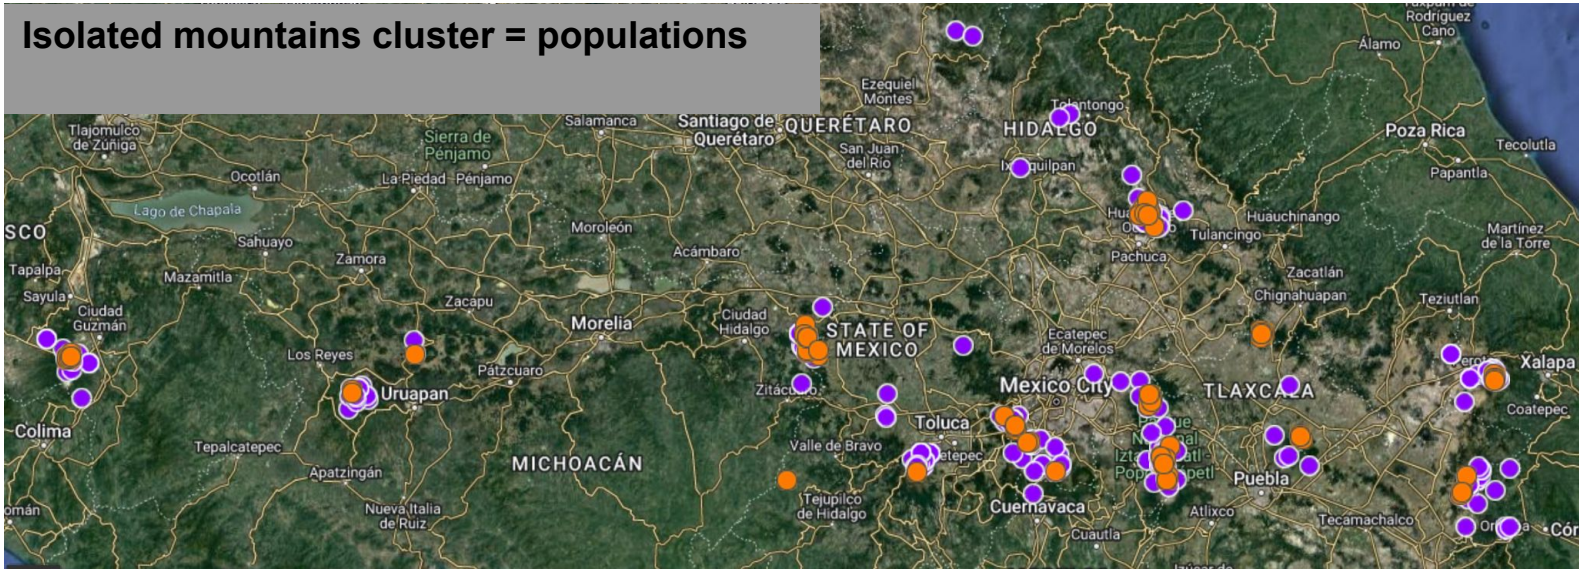 Isolated mountains cluster = populations
Rodríguez
Cano
Álamo
Ezequiel
Montes
Tolantongo
Tlajomulco
de Zúñiga
Sierra de
Pénjamo
Salamanca
Santiago de
Querétaro
QUERÉTARO
HIDALGO
Poza Rica
Tecolutla
San Juan
del Río
Papantla
Ocotlán
La Piedad
Pénjamo
Lago de Chapala
Moroleón
Huauchinango
SCO
Sahuayo
Acámbaro
Tulancingo
Martínez
de la Torre
Pachuca
Tapalpa
Mazamitla
Zamora
Zacatlán
Sayula
Chignahuapan
Teziutlan
Ciudad
Guzmán
Zacapu
Morelia
Ciudad
Hidalgo
STATE OF
MEXICO
Ecatepec
de Morelos
Los Reyes
Pátzcuaro
Xalapa
Uruapan
Mexico City
TLAXCALA
Coatepec
Colima
Toluca
Tepalcatepec
Valle de Bravo
MICHOACÁN
Apatzingán
Puebla
Tejupilco
de Hidalgo
Nueva Italia
de Ruiz
Cuernavaca
Atlixco
Tecamachalco
Cuautla